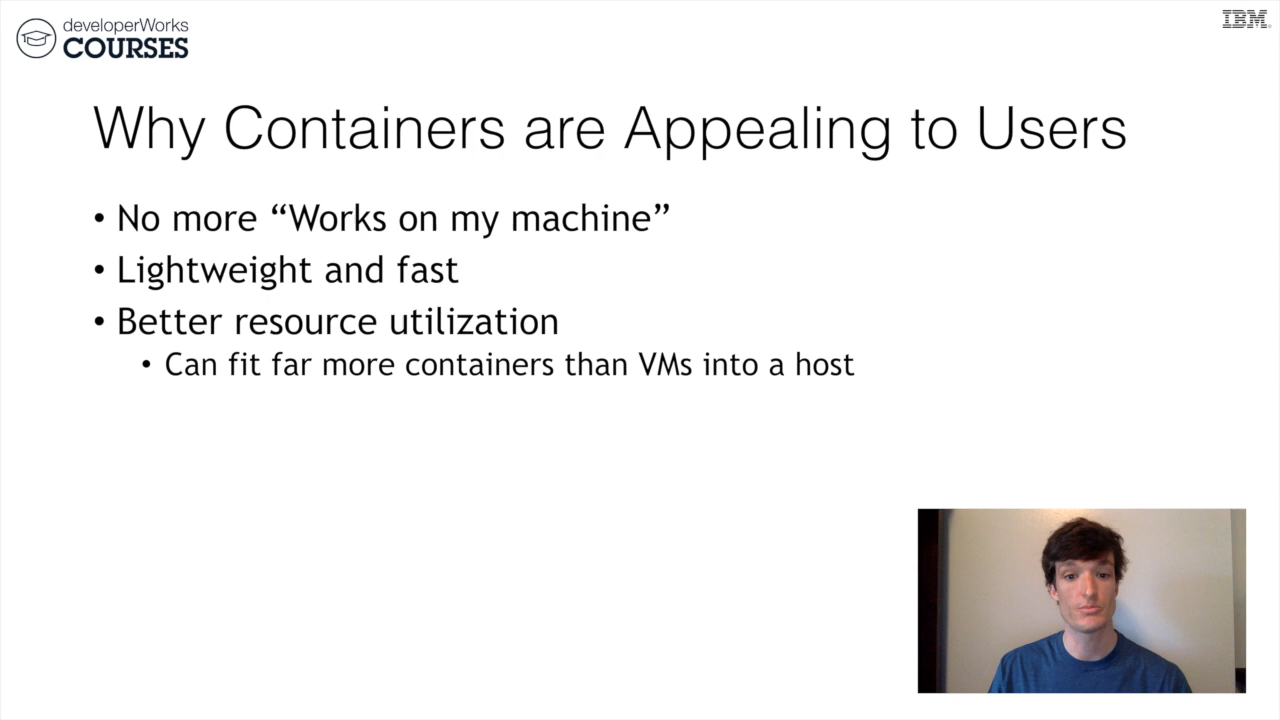 developerWorks
COURSES
IBM
Why Containers are Appealing to Users
• No more “Works on my machine”
• Lightweight and fast
• Better resource utilization
• Can fit far more containers than VMs into a host